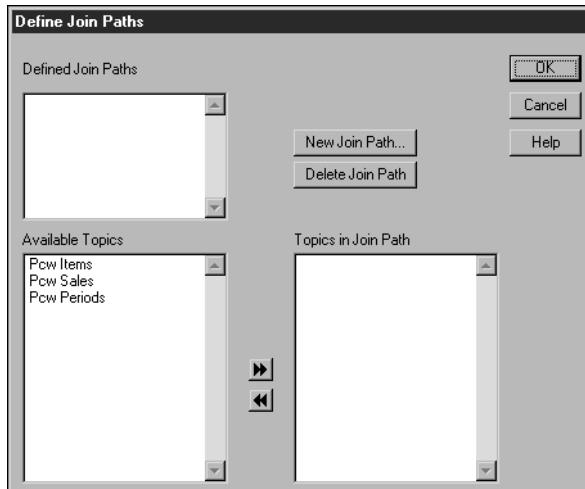 Define Join Paths
Defined Join Paths
OK
Cancel
Help
New Join Path...
Delete Join Path
Available Topics
Pcw Items
Pcw Sales
Pcw Periods
Topics in Join Path